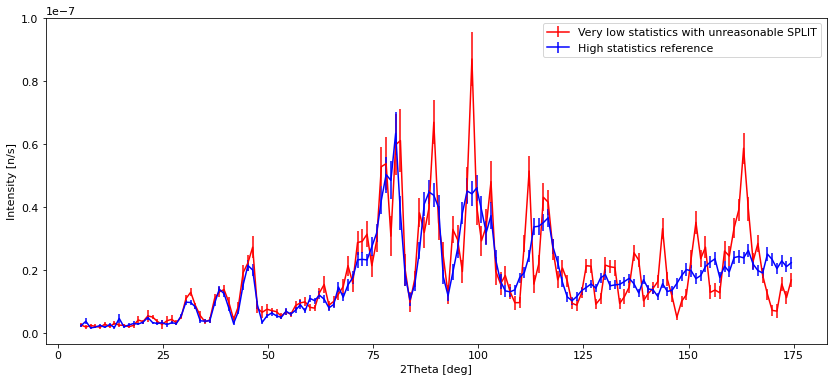 1e−7
Very low statistics with unreasonable SPLIT
High statistics reference
Intensity [n/s]
1.0
0.8
0.6
0.4
0.2
0.0
0 25 50 75 100 125 150 175
2Theta [deg]